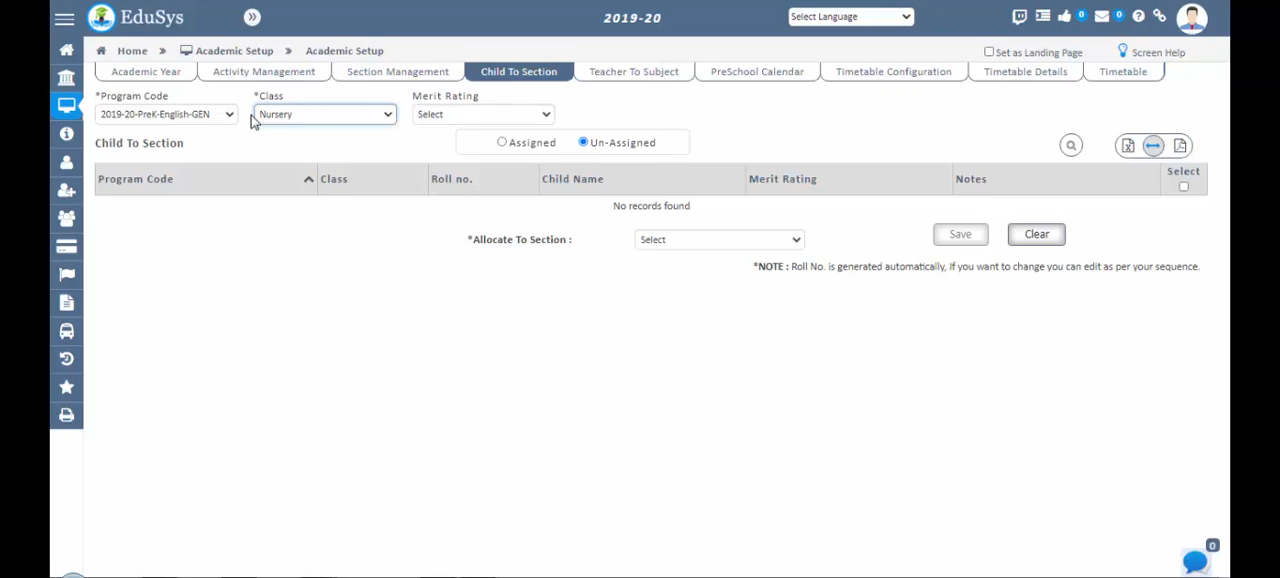 EduSys
2019-20
Select Language
0
0
Home » Academic Setup » Academic Setup
Set as Landing Page
Screen Help
Academic Year
Activity Management
Section Management
Child To Section
Teacher To Subject
PreSchool Calendar
Timetable Configuration
Timetable Details
Timetable
*Program Code
*Class
Merit Rating
2019-20-PreK-English-GEN
Nursery
Select
Child To Section
Assigned
Un-Assigned
Program Code
Class
Roll no.
Child Name
Merit Rating
Notes
Select
No records found
*Allocate To Section :
Select
Save
Clear
*NOTE : Roll No. is generated automatically, If you want to change you can edit as per your sequence.
0